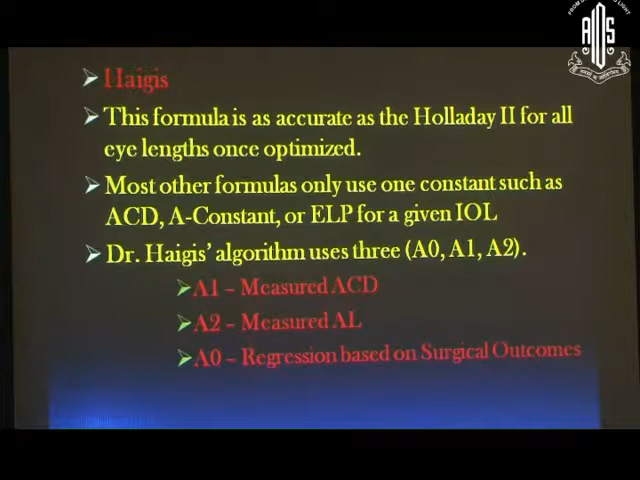 Haigis
This formula is as accurate as the Holladay II for all
eye lengths once optimized.
Most other formulas only use one constant such as
ACD, A-Constant, or ELP for a given IOL
Dr. Haigis' algorithm uses three (A0, A1, A2).
A1 – Measured ACD
A2 – Measured AL
A0 – Regression based on Surgical Outcomes